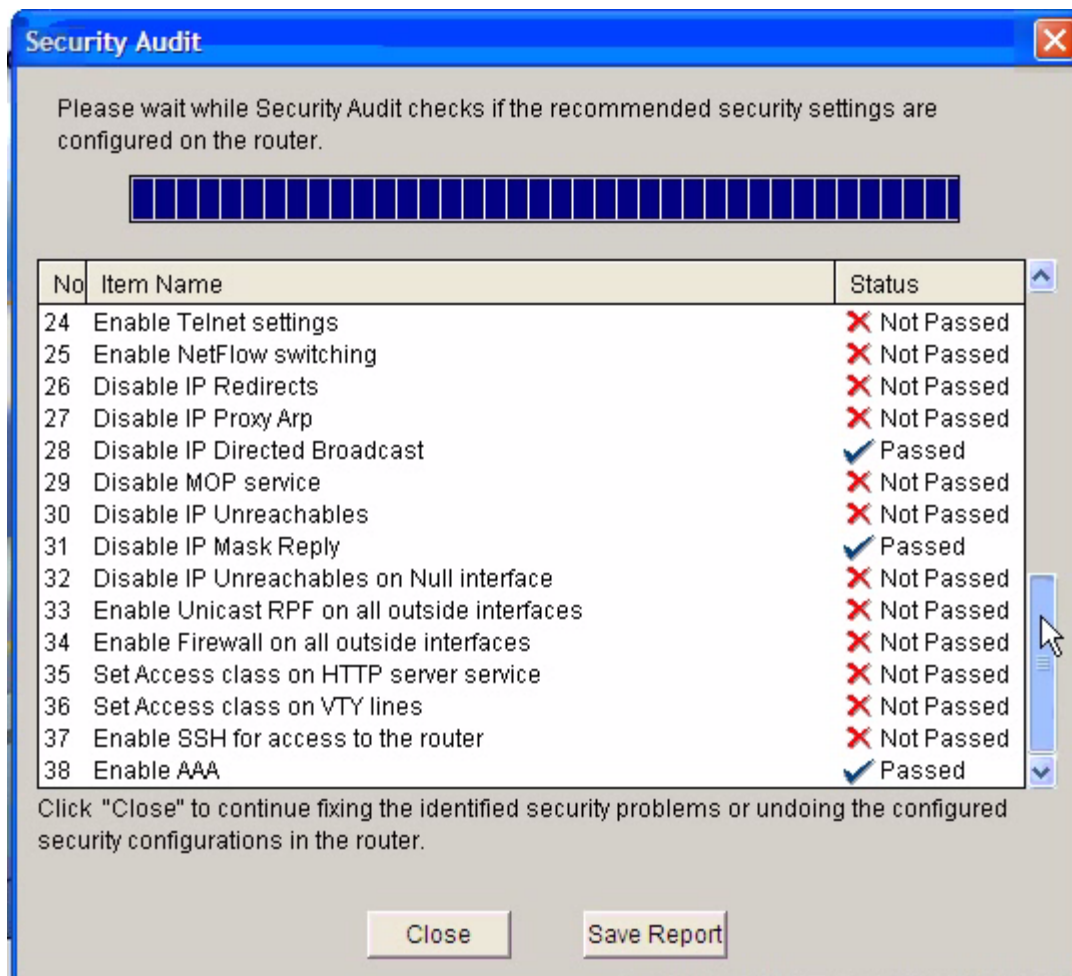 Security Audit
Please wait while Security Audit checks if the recommended security settings are
configured on the router.
No Item Name Status
24 Enable Telnet settings Not Passed
25 Enable NetFlow switching Not Passed
26 Disable IP Redirects Not Passed
27 Disable IP Proxy Arp Not Passed
28 Disable IP Directed Broadcast Passed
29 Disable MOP service Not Passed
30 Disable IP Unreachables Not Passed
31 Disable IP Mask Reply Passed
32 Disable IP Unreachables on Null interface Not Passed
33 Enable Unicast RPF on all outside interfaces Not Passed
34 Enable Firewall on all outside interfaces Not Passed
35 Set Access class on HTTP server service Not Passed
36 Set Access class on VTY lines Not Passed
37 Enable SSH for access to the router Not Passed
38 Enable AAA Passed
Click "Close" to continue fixing the identified security problems or undoing the configured
security configurations in the router.
Close Save Report